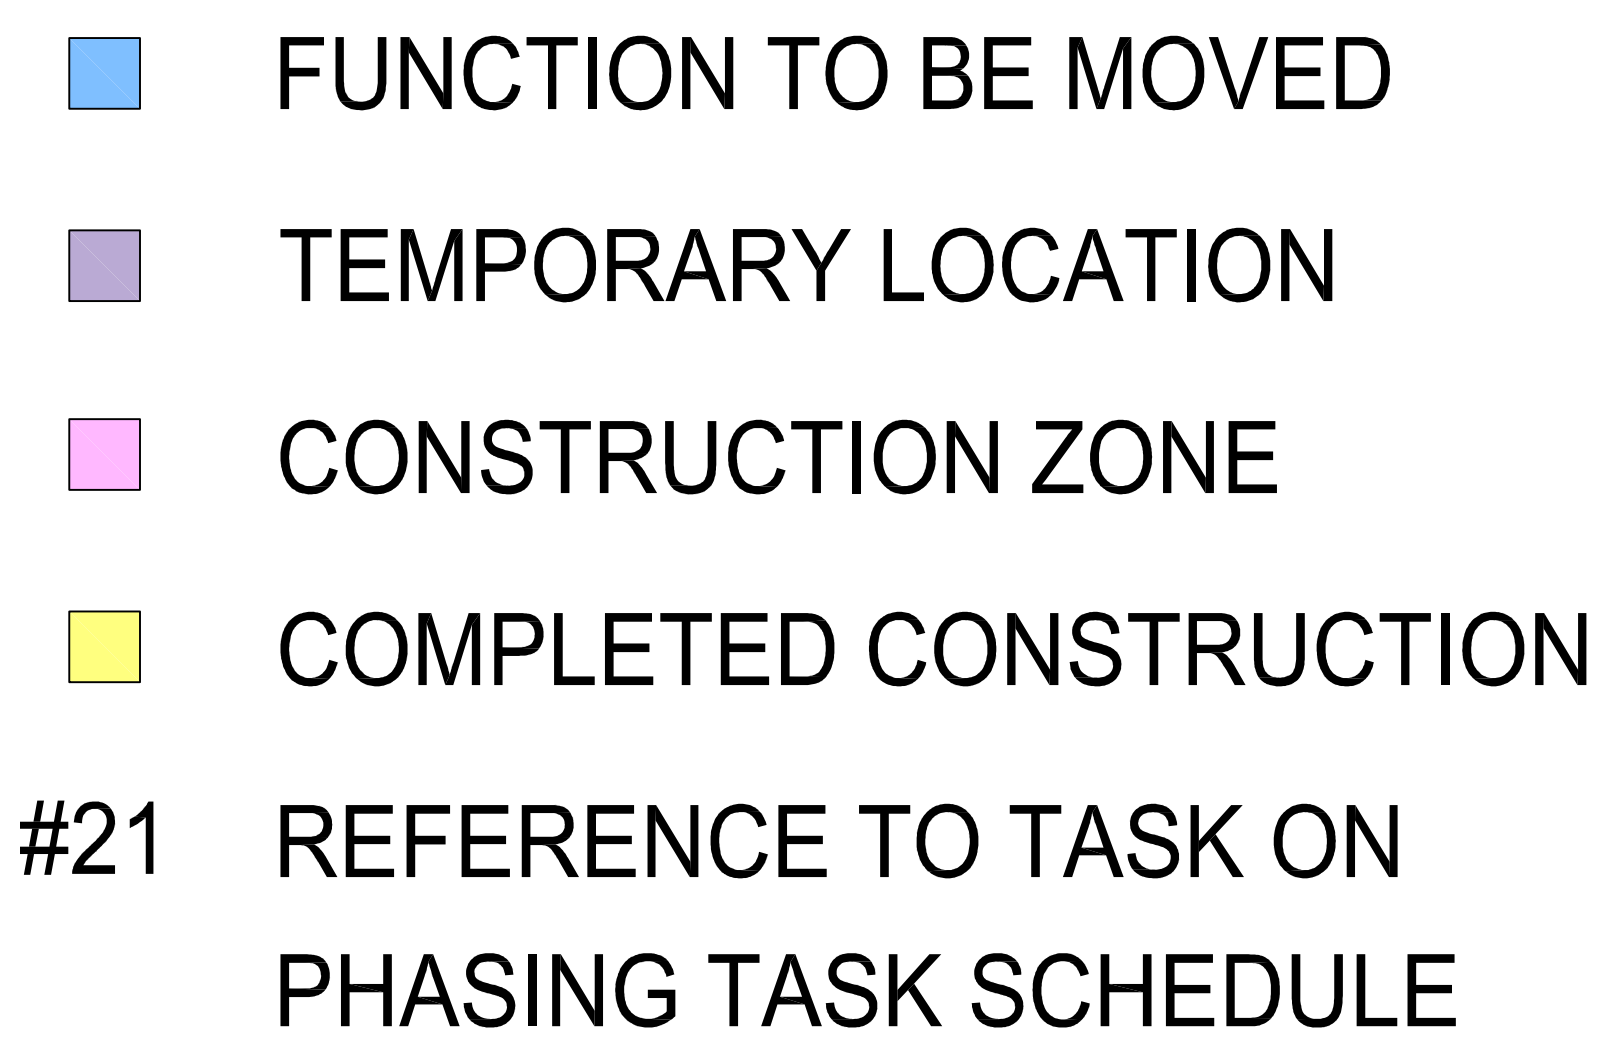 FUNCTION TO BE MOVED
TEMPORARY LOCATION
CONSTRUCTION ZONE
COMPLETED CONSTRUCTION
#21 REFERENCE TO TASK ON
PHASING TASK SCHEDULE